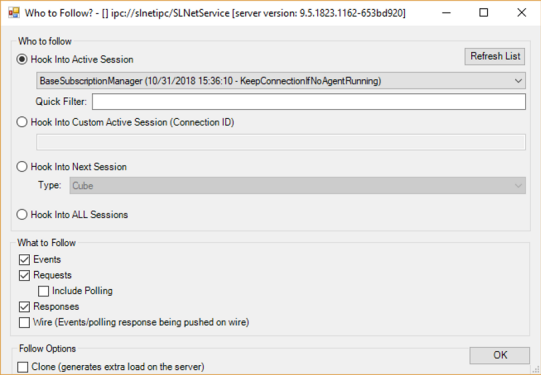 Who to Follow? - [] ipc://slnetipc/SLNetService [server version: 9.5.1823.1162-653bd920]
Who to follow
Hook Into Active Session
Refresh List
BaseSubscriptionManager (10/31/2018 15:36:10 - KeepConnectionIfNoAgentRunning)
Quick Filter:
Hook Into Custom Active Session (Connection ID)
Hook Into Next Session
Type: Cube
Hook Into ALL Sessions
What to Follow
Events
Requests
Include Polling
Responses
Wire (Events/polling response being pushed on wire)
Follow Options
OK
Clone (generates extra load on the server)